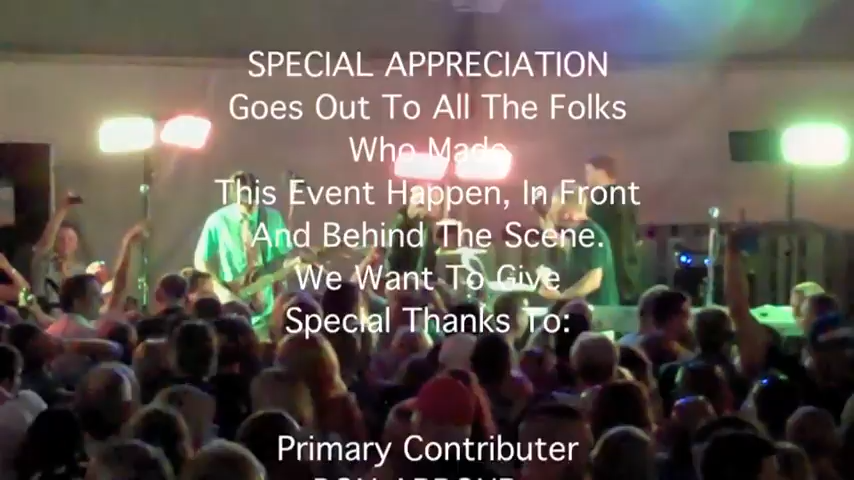 SPECIAL APPRECIATION
Goes Out To All The Folks
Who Made
This Event Happen, In Front
And Behind The Scene.
We Want To Give
Special Thanks To:
Primary Contributer